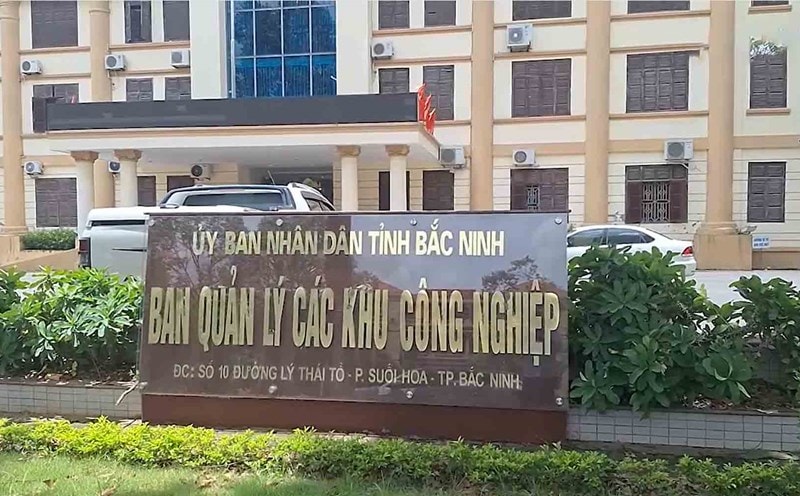 ỦY BAN NHÂN DÂN TỈNH BẮC NINH
BAN QUẢN LÝ CÁC KHU CÔNG NGHIỆP
ĐC: SỐ 10 ĐƯỜNG LÝ THÁI TỔ - P. SUỐI HOA - TP. BẮC NINH